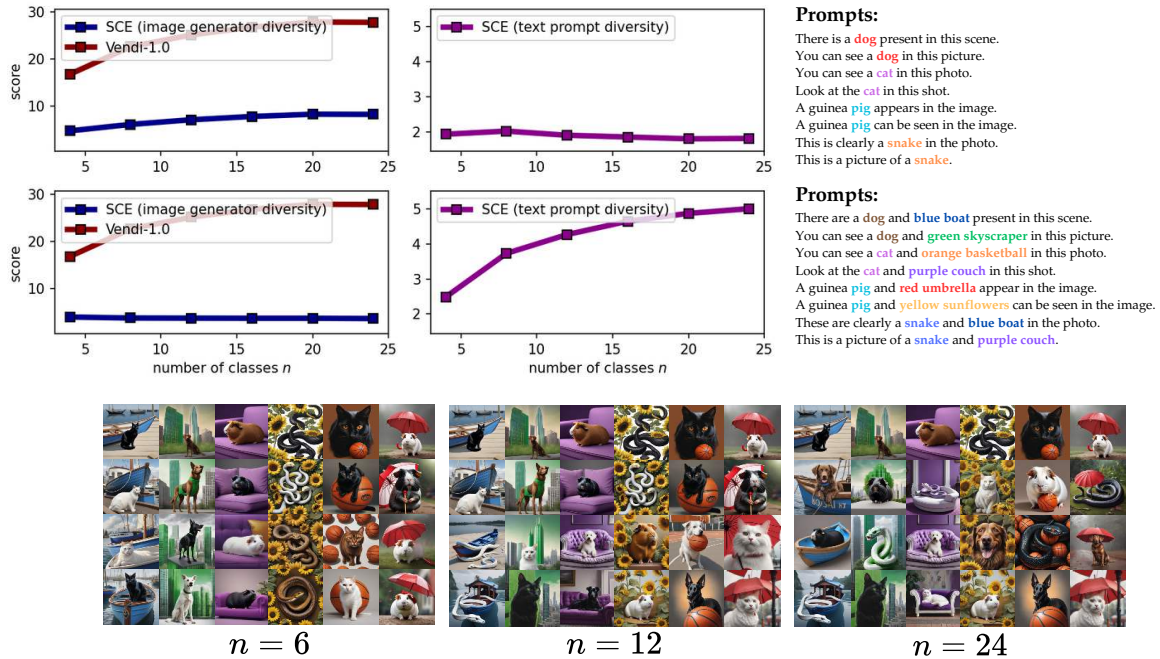 30
20
10
score
SCE (image generator diversity)
Vendi-1.0
5 10 15 20 25
5
4
3
2
SCE (text prompt diversity)
5 10 15 20 25
Prompts:
There is a dog present in this scene.
You can see a dog in this picture.
You can see a cat in this photo.
Look at the cat in this shot.
A guinea pig appears in the image.
A guinea pig can be seen in the image.
This is clearly a snake in the photo.
This is a picture of a snake.
30
20
10
score
SCE (image generator diversity)
Vendi-1.0
5 10 15 20 25
number of classes n
5
4
3
2
SCE (text prompt diversity)
5 10 15 20 25
number of classes n
Prompts:
There are a dog and blue boat present in this scene.
You can see a dog and green skyscraper in this picture.
You can see a cat and orange basketball in this photo.
Look at the cat and purple couch in this shot.
A guinea pig and red umbrella appear in the image.
A guinea pig and yellow sunflowers can be seen in the image.
These are clearly a snake and blue boat in the photo.
This is a picture of a snake and purple couch.
n = 6
n = 12
n = 24